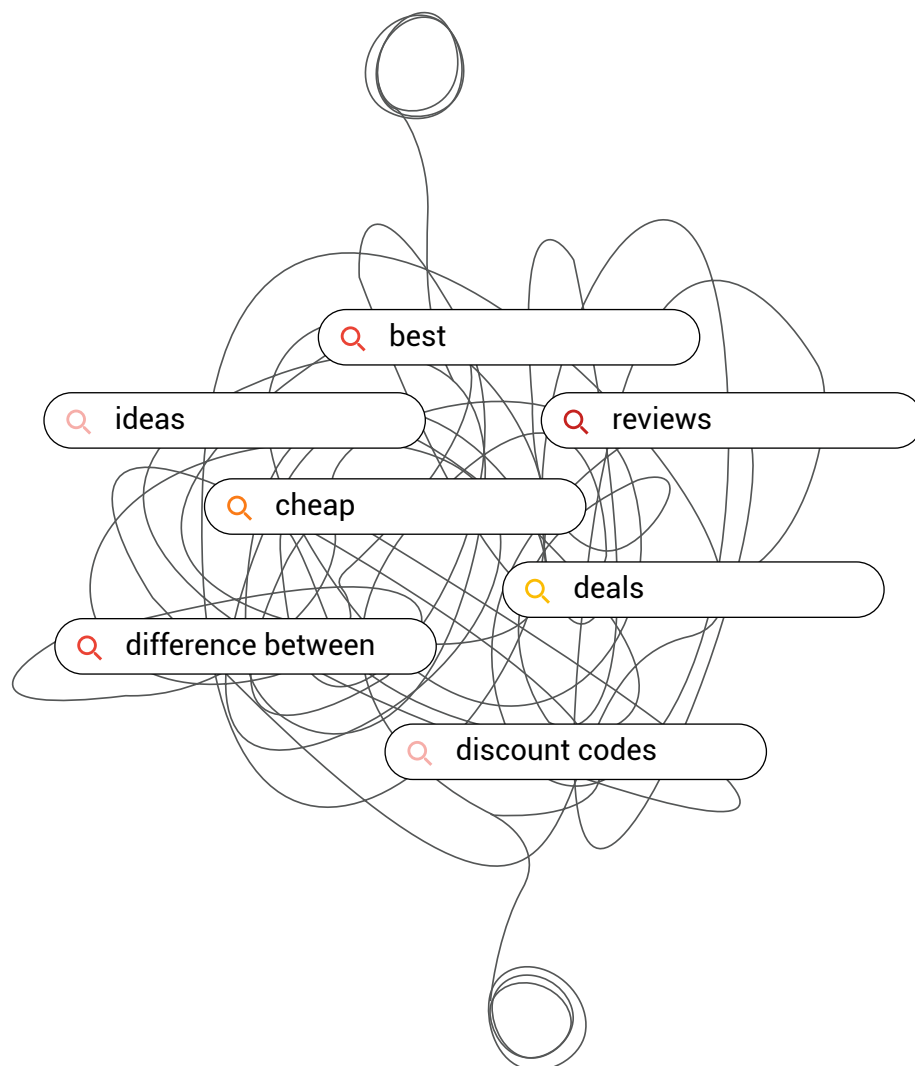 best
ideas
reviews
cheap
deals
difference between
discount codes